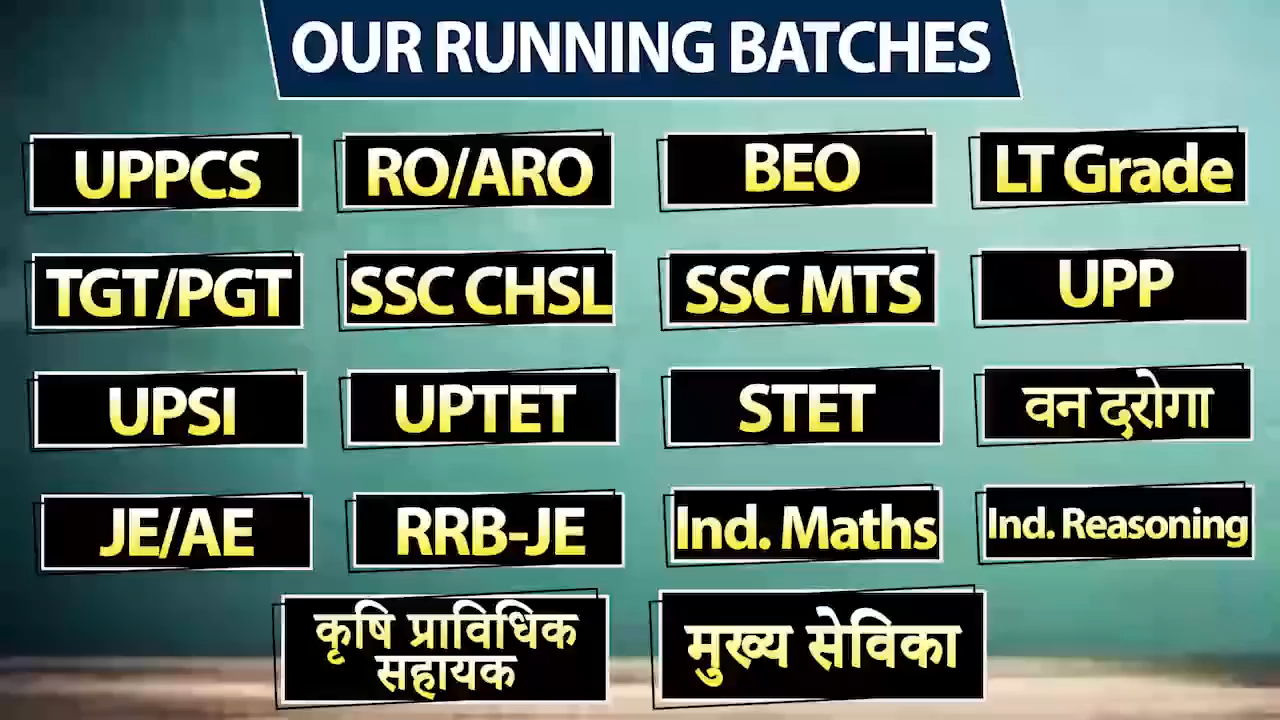 OUR RUNNING BATCHES
UPPCS
RO/ARO
BEO
LT Grade
TGT/PGT
SSC CHSL
SSC MTS
UPP
UPSI
UPTET
STET
वन दरोगा
JE/AE
RRB-JE
Ind. Maths
Ind. Reasoning
कृषि प्राविधिक
सहायक
मुख्य सेविका